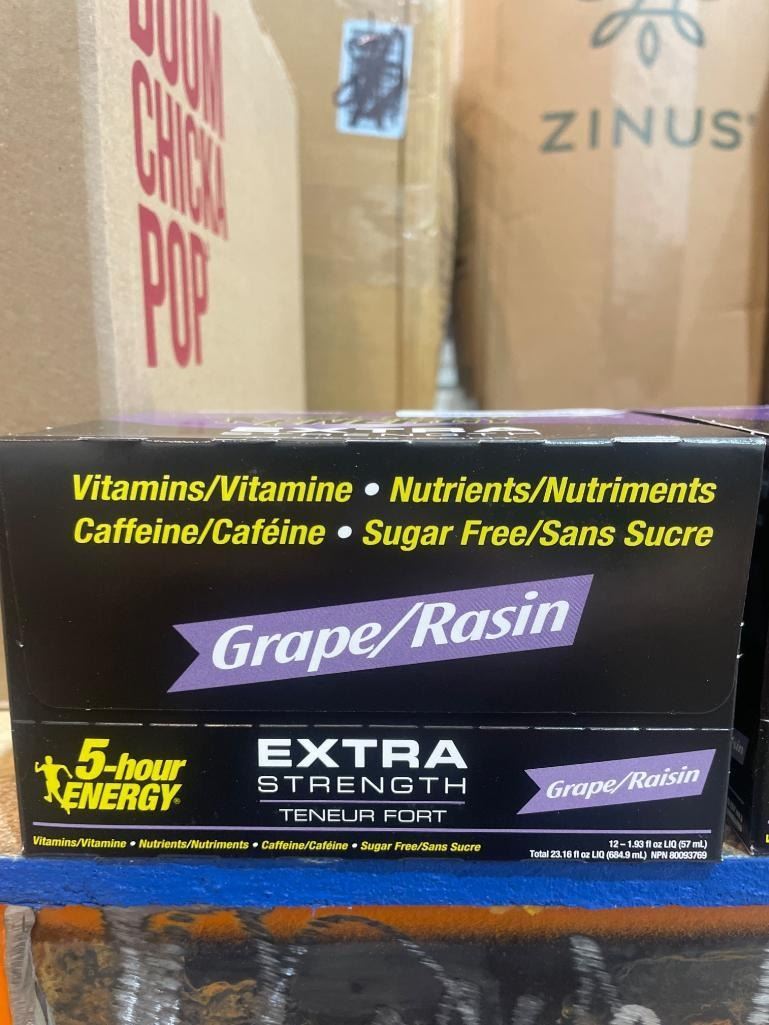 BOOM
CHICKA
POP
ZINUS
EXTRA
STRENGTH
Vitamins/Vitamine • Nutrients/Nutriments
Caffeine/Caféine • Sugar Free/Sans Sucre
Grape/Rasin
5-hour
ENERGY®
EXTRA
STRENGTH
TENEUR FORT
Grape/Raisin
Vitamins/Vitamine • Nutrients/Nutriments • Caffeine/Caféine • Sugar Free/Sans Sucre
12 – 1.93 fl oz LIQ (57 mL)
Total 23.16 fl oz LIQ (684.9 mL) NPN 80093769